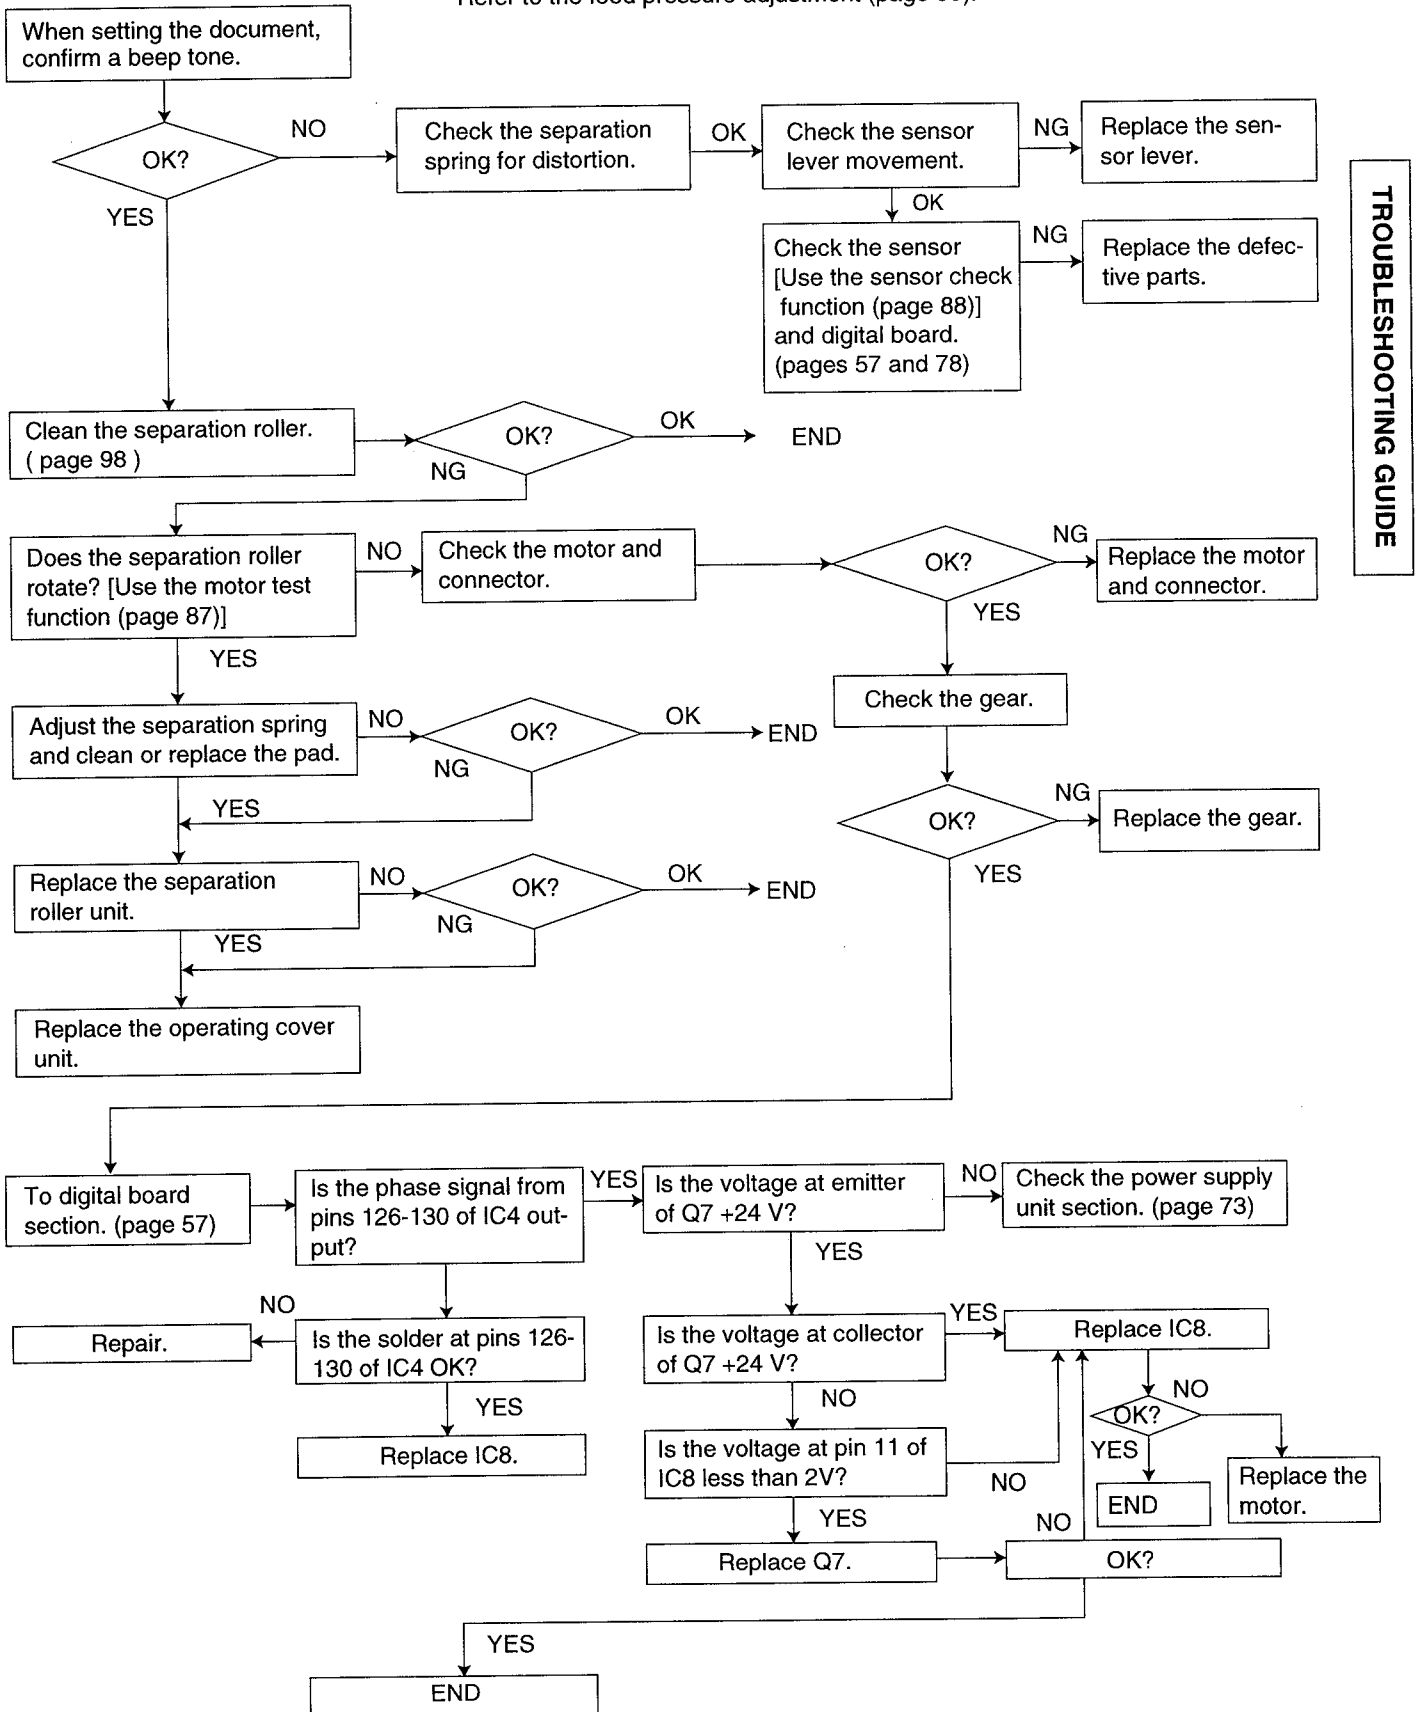 When setting the document,
confirm a beep tone.
OK?
NO
YES
Check the separation
spring for distortion.
OK
Check the sensor
lever movement.
NG
Replace the sen-
sor lever.
OK
Check the sensor
[Use the sensor check
function (page 88)]
and digital board.
(pages 57 and 78)
NG
Replace the defec-
tive parts.
TROUBLESHOOTING GUIDE
Clean the separation roller.
( page 98 )
OK?
OK
END
NG
Does the separation roller
rotate? [Use the motor test
function (page 87)]
NO
Check the motor and
connector.
OK?
NG
Replace the motor
and connector.
YES
YES
Check the gear.
Adjust the separation spring
and clean or replace the pad.
NO
OK?
OK
END
NG
YES
OK?
NG
Replace the gear.
YES
Replace the separation
roller unit.
NO
OK?
OK
END
NG
YES
Replace the operating cover
unit.
To digital board
section. (page 57)
Is the phase signal from
pins 126-130 of IC4 out-
put?
YES
Is the voltage at emitter
of Q7 +24 V?
NO
Check the power supply
unit section. (page 73)
YES
NO
Repair.
Is the solder at pins 126-
130 of IC4 OK?
YES
Replace IC8.
Is the voltage at collector
of Q7 +24 V?
YES
Replace IC8.
NO
OK?
NO
YES
END
Replace the
motor.
Is the voltage at pin 11 of
IC8 less than 2V?
NO
YES
Replace Q7.
NO
OK?
YES
END